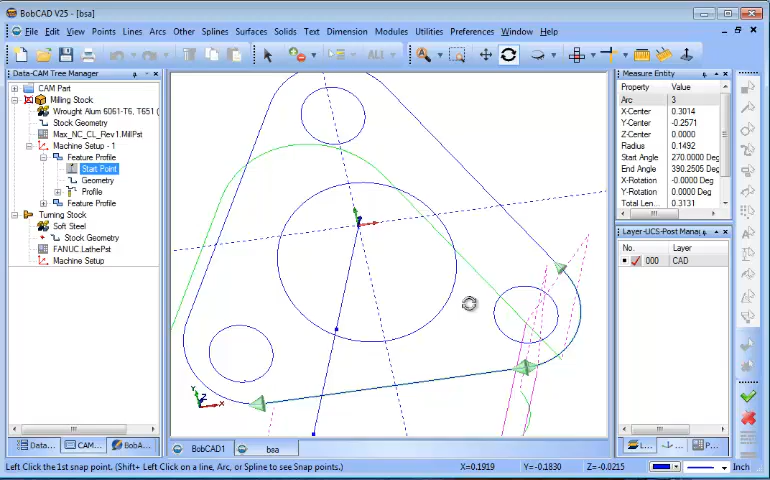 BobCAD V25 - [bsa]
File Edit View Points Lines Arc Other Splines Surfaces Solids Text Dimension Modules Utilities Preferences Window Help
ALI
Data-CAM Tree Manager
CAM Part
Milling Stock
Wrought Alum 6061-T6, T651 (
Stock Geometry
Max_NC_CL_Rev1.MillPst
Machine Setup - 1
Feature Profile
Start Point
Geometry
Profile
Feature Profile
Turning Stock
Soft Steel
Stock Geometry
FANUC.LathePst
Machine Setup
Data... CAM... BobA...
Y Z X
BobCAD1 bsa
Measure Entity
Property Value
Arc 3
X-Center 0.3014
Y-Center -0.2571
Z-Center 0.0000
Radius 0.1492
Start Angle 270.0000 Deg
End Angle 390.2505 Deg
X-Rotation -0.0000 Deg
Y-Rotation 0.0000 Deg
Total Len... 0.3131
Layer-UCS-Post Manag
No. Layer
000 CAD
L... P...
Left Click the 1st snap point. (Shift+ Left Click on a line, Arc, or Spline to see Snap points).
X=0.1919 Y=-0.1830 Z=-0.0215 Inch